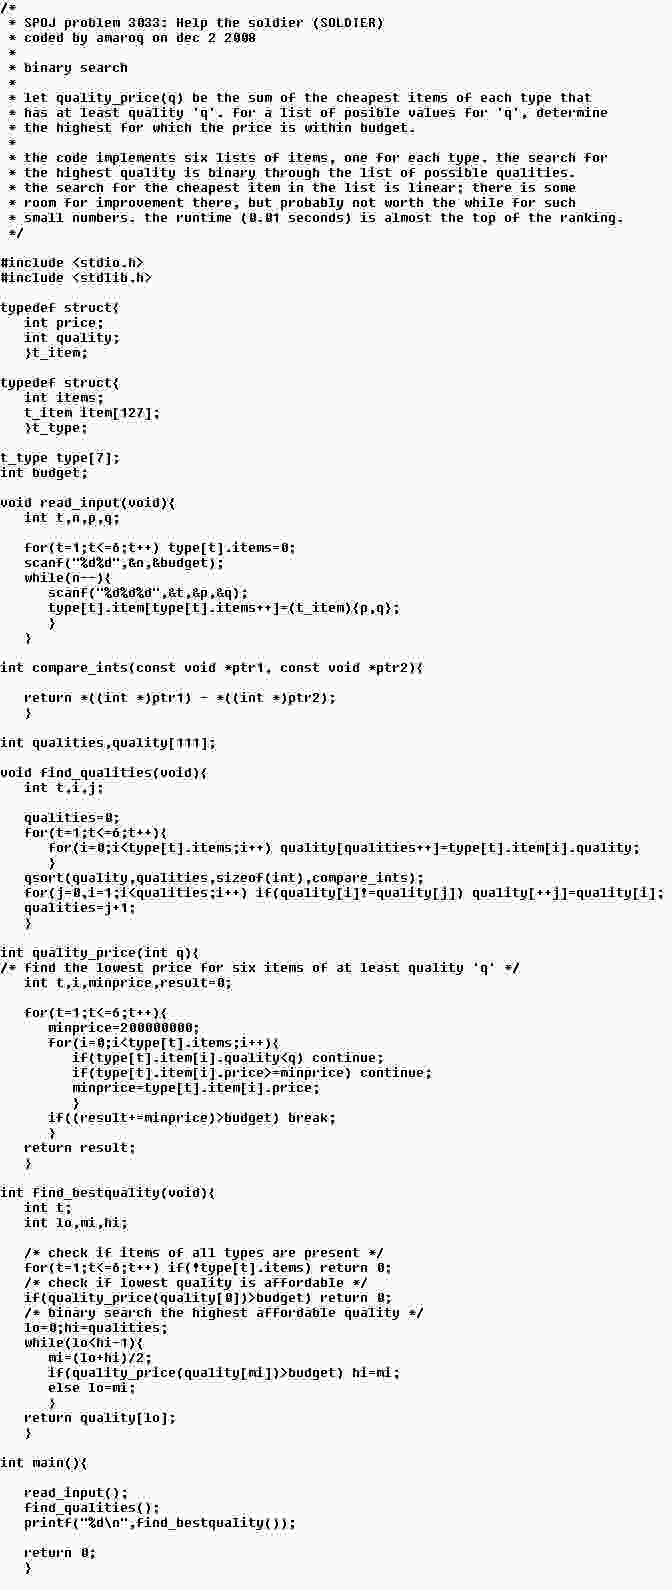 /*
 * SPOJ problem 3033: Help the soldier (SOLDIER)
 * coded by amaroq on dec 2 2008
 *
 * binary search
 *
 * let quality_price(q) be the sum of the cheapest items of each type that
 * has at least quality 'q'. for a list of posible values for 'q', determine
 * the highest for which the price is within budget.
 *
 * the code implements six lists of items, one for each type. the search for
 * the highest quality is binary through the list of possible qualities.
 * the search for the cheapest item in the list is linear; there is some
 * room for improvement there, but probably not worth the while for such
 * small numbers. the runtime (0.01 seconds) is almost the top of the ranking.
 */

#include <stdio.h>
#include <stdlib.h>

typedef struct{
   int price;
   int quality;
   }t_item;

typedef struct{
   int items;
   t_item item[127];
   }t_type;

t_type type[7];
int budget;

void read_input(void){
   int t,n,p,q;

   for(t=1;t<=6;t++) type[t].items=0;
   scanf("%d%d",&n,&budget);
   while(n--){
      scanf("%d%d%d",&t,&p,&q);
      type[t].item[type[t].items++]=(t_item){p,q};
      }
   }

int compare_ints(const void *ptr1, const void *ptr2){

   return *((int *)ptr1) - *((int *)ptr2);
   }

int qualities,quality[111];

void find_qualities(void){
   int t,i,j;

   qualities=0;
   for(t=1;t<=6;t++){
      for(i=0;i<type[t].items;i++) quality[qualities++]=type[t].item[i].quality;
      }
   qsort(quality,qualities,sizeof(int),compare_ints);
   for(j=0,i=1;i<qualities;i++) if(quality[i]!=quality[j]) quality[++j]=quality[i];
   qualities=j+1;
   }

int quality_price(int q){
/* find the lowest price for six items of at least quality 'q' */
   int t,i,minprice,result=0;

   for(t=1;t<=6;t++){
      minprice=200000000;
      for(i=0;i<type[t].items;i++){
         if(type[t].item[i].quality<q) continue;
         if(type[t].item[i].price>=minprice) continue;
         minprice=type[t].item[i].price;
         }
      if((result+=minprice)>budget) break;
      }
   return result;
   }

int find_bestquality(void){
   int t;
   int lo,mi,hi;

   /* check if items of all types are present */
   for(t=1;t<=6;t++) if(!type[t].items) return 0;
   /* check if lowest quality is affordable */
   if(quality_price(quality[0])>budget) return 0;
   /* binary search the highest affordable quality */
   lo=0;hi=qualities;
   while(lo<hi-1){
      mi=(lo+hi)/2;
      if(quality_price(quality[mi])>budget) hi=mi;
      else lo=mi;
      }
   return quality[lo];
   }

int main(){

   read_input();
   find_qualities();
   printf("%d\n",find_bestquality());

   return 0;
   }